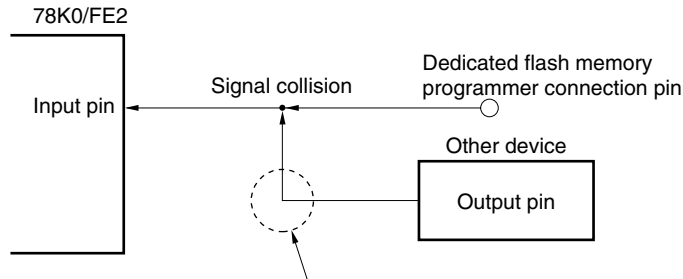 78K0/FE2
Dedicated flash memory
programmer connection pin
Signal collision
Input pin
Other device
Output pin